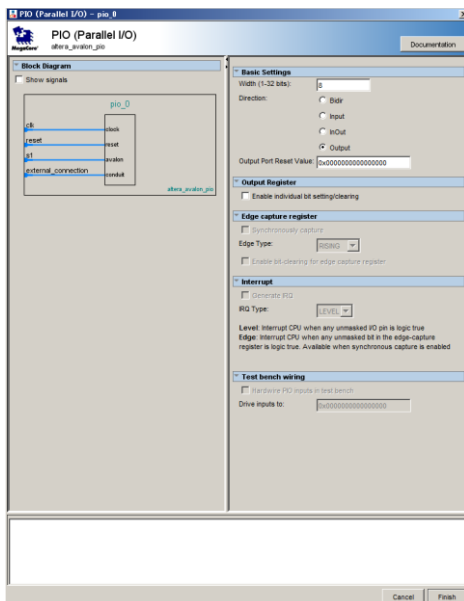 PIO (Parallel I/O) - pio_0
PIO (Parallel I/O)
altera_avalon_pio
MegaCore
Documentation
Block Diagram
Show signals
pio_0
clk
clock
reset
reset
s1
avalon
external_connection
conduit
altera_avalon_pio
Basic Settings
Width (1-32 bits): 8
Direction:
Bidir
Input
InOut
Output
Output Port Reset Value: 0x0000000000000000
Output Register
Enable individual bit setting/clearing
Edge capture register
Synchronously capture
Edge Type: RISING
Enable bit-clearing for edge capture register
Interrupt
Generate IRQ
IRQ Type: LEVEL
Level: Interrupt CPU when any unmasked I/O pin is logic true
Edge: Interrupt CPU when any unmasked bit in the edge-capture
register is logic true. Available when synchronous capture is enabled
Test bench wiring
Hardwire PIO inputs in test bench
Drive inputs to: 0x0000000000000000
Cancel
Finish